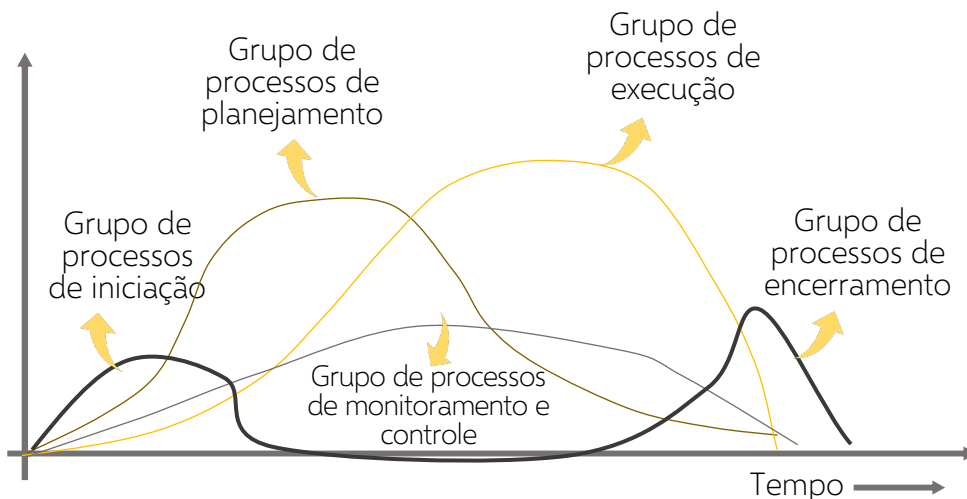 Grupo de
processos de
planejamento
Grupo de
processos de
execução
Grupo de
processos
de iniciação
Grupo de
processos de
encerramento
Grupo de processos
de monitoramento e
controle
Tempo